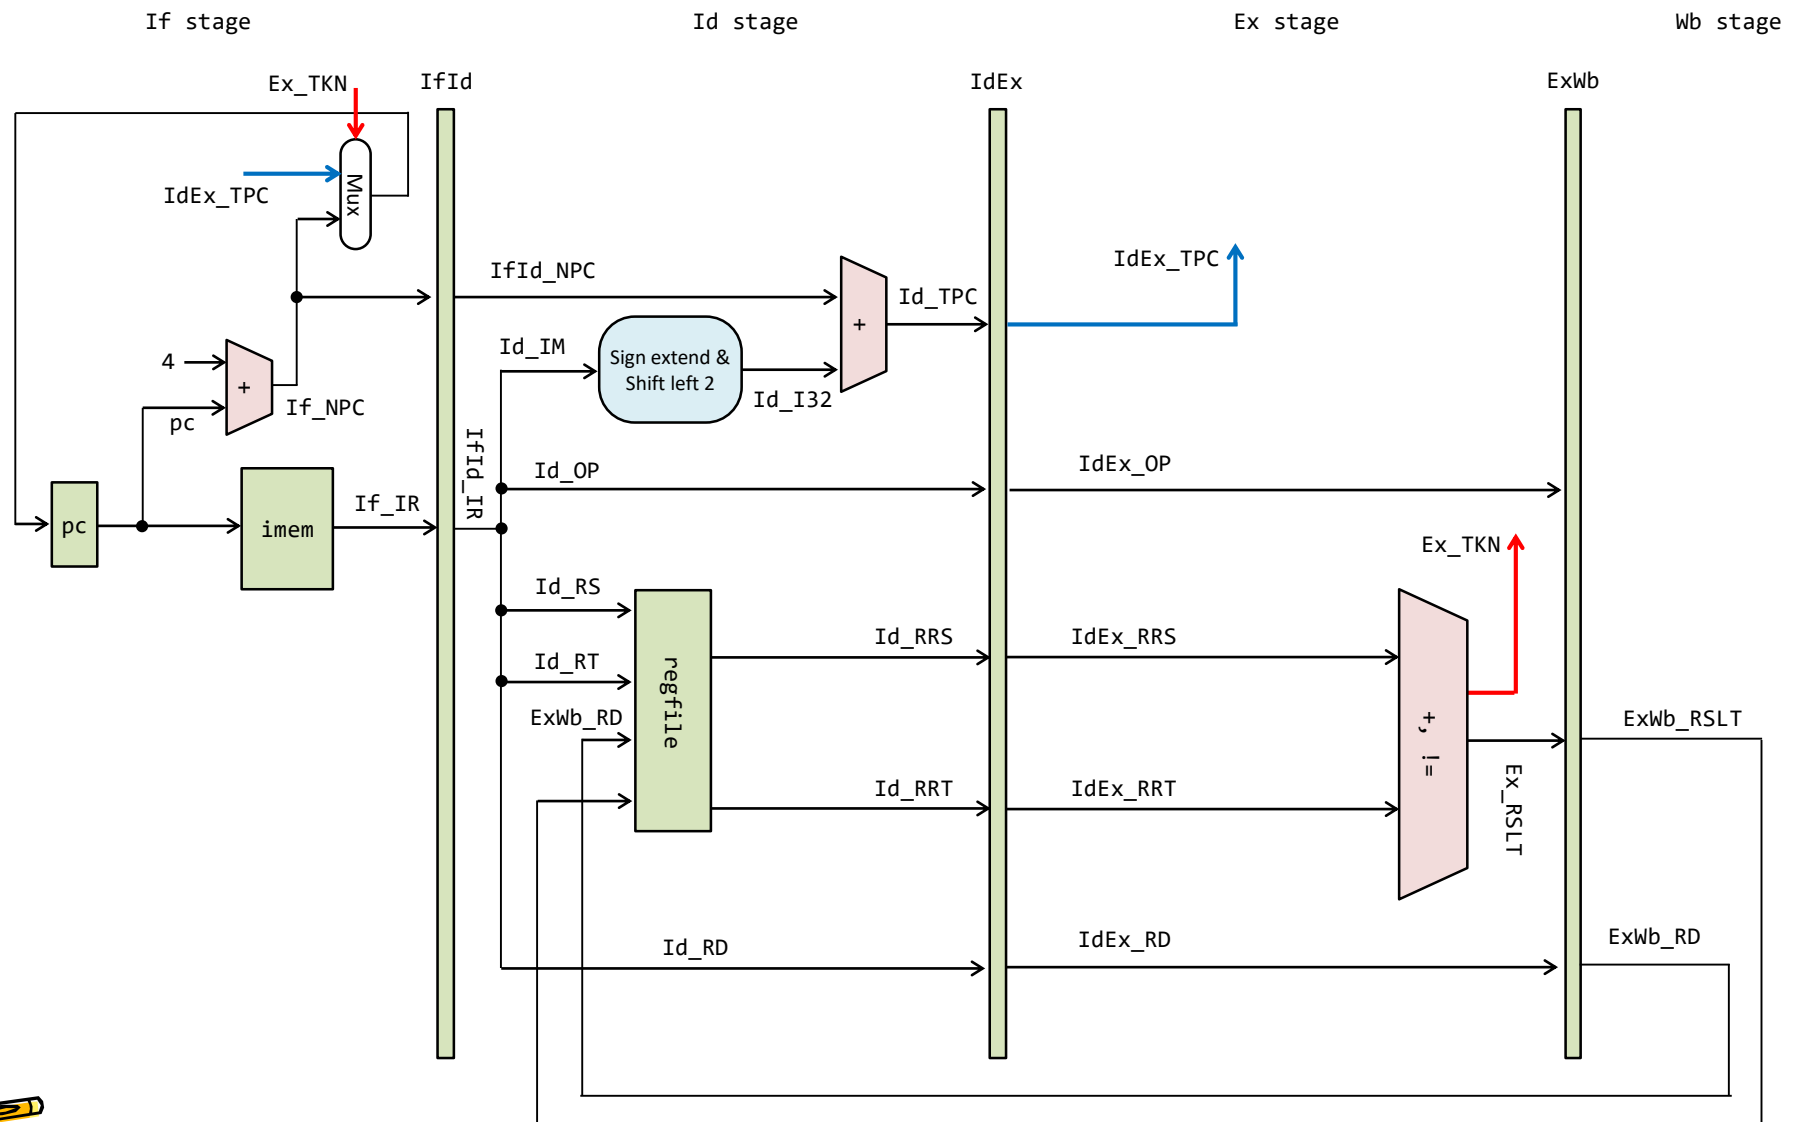 If stage
Id stage
Ex stage
Wb stage
Ex_TKN
IfId
IdEx
ExWb
Mux
IdEx_TPC
IfId_NPC
IdEx_TPC
Id_TPC
+
Id_IM
Sign extend &
Shift left 2
Id_I32
4
+
If_NPC
pc
IfId_IR
Id_OP
IdEx_OP
If_IR
pc
imem
Ex_TKN
Id_RS
Id_RRS
IdEx_RRS
Id_RT
regfile
ExWb_RD
+, !=
ExWb_RSLT
Id_RRT
IdEx_RRT
Ex_RSLT
Id_RD
IdEx_RD
ExWb_RD